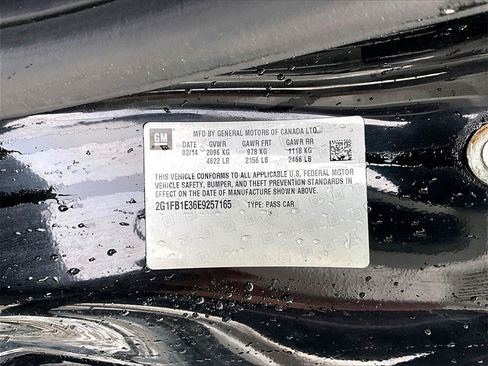 GM
MFD BY GENERAL MOTORS OF CANADA LTD.
DATE GVWR GAWR FRT GAWR RR
02/14 2096 KG 978 KG 1118 KG
4622 LB 2156 LB 2466 LB
THIS VEHICLE CONFORMS TO ALL APPLICABLE U.S. FEDERAL MOTOR
VEHICLE SAFETY, BUMPER, AND THEFT PREVENTION STANDARDS IN
EFFECT ON THE DATE OF MANUFACTURE SHOWN ABOVE.
2G1FB1E36E9257165 TYPE: PASS CAR